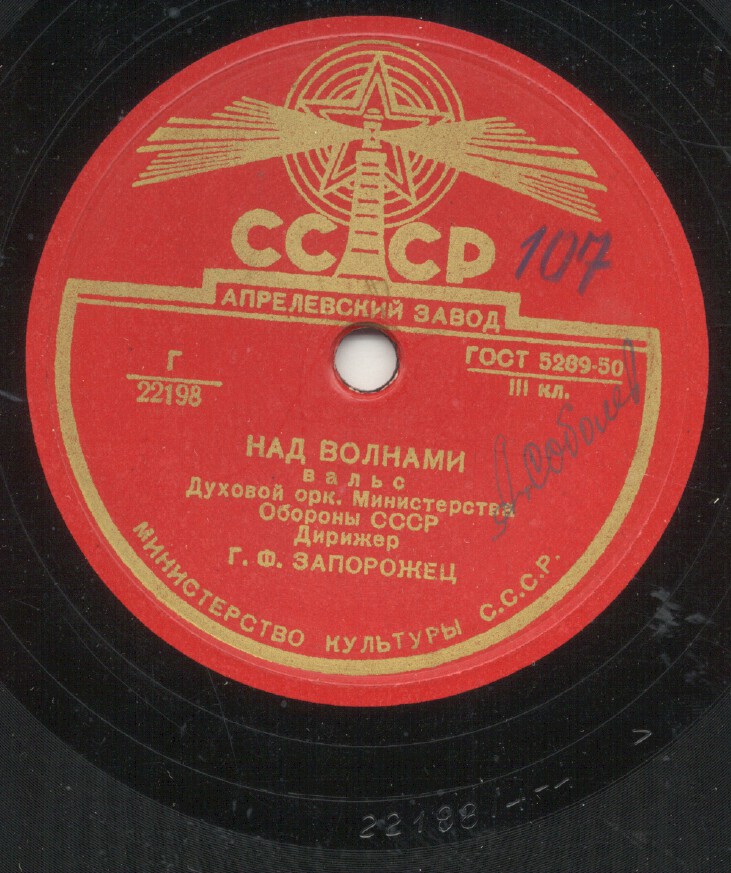 СССР
107
АПРЕЛЕВСКИЙ ЗАВОД
Г
22198
ГОСТ 5289-50
III кл.
НАД ВОЛНАМИ
вальс
Духовой орк. Министерства
Обороны СССР
Дирижер
Г. Ф. ЗАПОРОЖЕЦ
А.Соболев
МИНИСТЕРСТВО КУЛЬТУРЫ С.С.С.Р.
22198